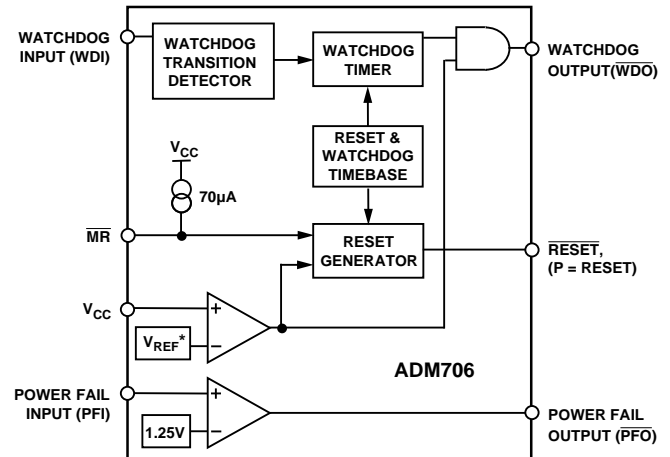 WATCHDOG
INPUT (WDI)
WATCHDOG
TRANSITION
DETECTOR
WATCHDOG
TIMER
WATCHDOG
OUTPUT(WDO)
RESET &
WATCHDOG
TIMEBASE
VCC
70µA
MR
RESET
GENERATOR
RESET,
(P = RESET)
VCC
+
VREF*
−
ADM706
POWER FAIL
INPUT (PFI)
+
1.25V
−
POWER FAIL
OUTPUT (PFO)